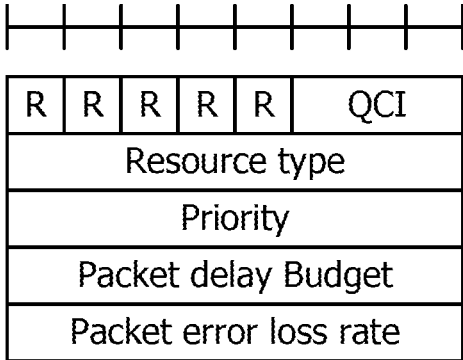 R R R R R QCI
Resource type
Priority
Packet delay Budget
Packet error loss rate